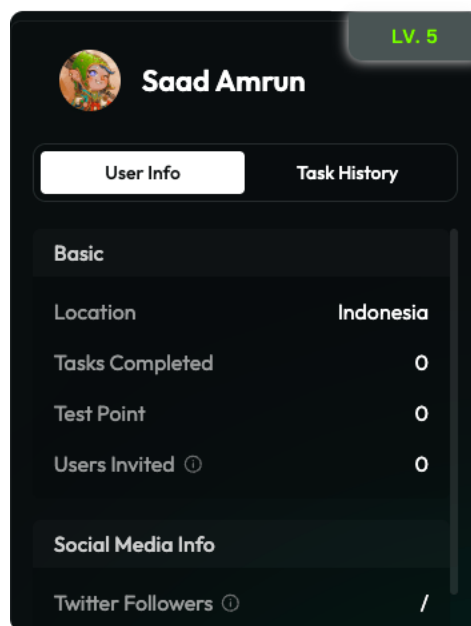 LV. 5
Saad Amrun
User Info Task History
Basic
Location Indonesia
Tasks Completed 0
Test Point 0
Users Invited 0
Social Media Info
Twitter Followers /